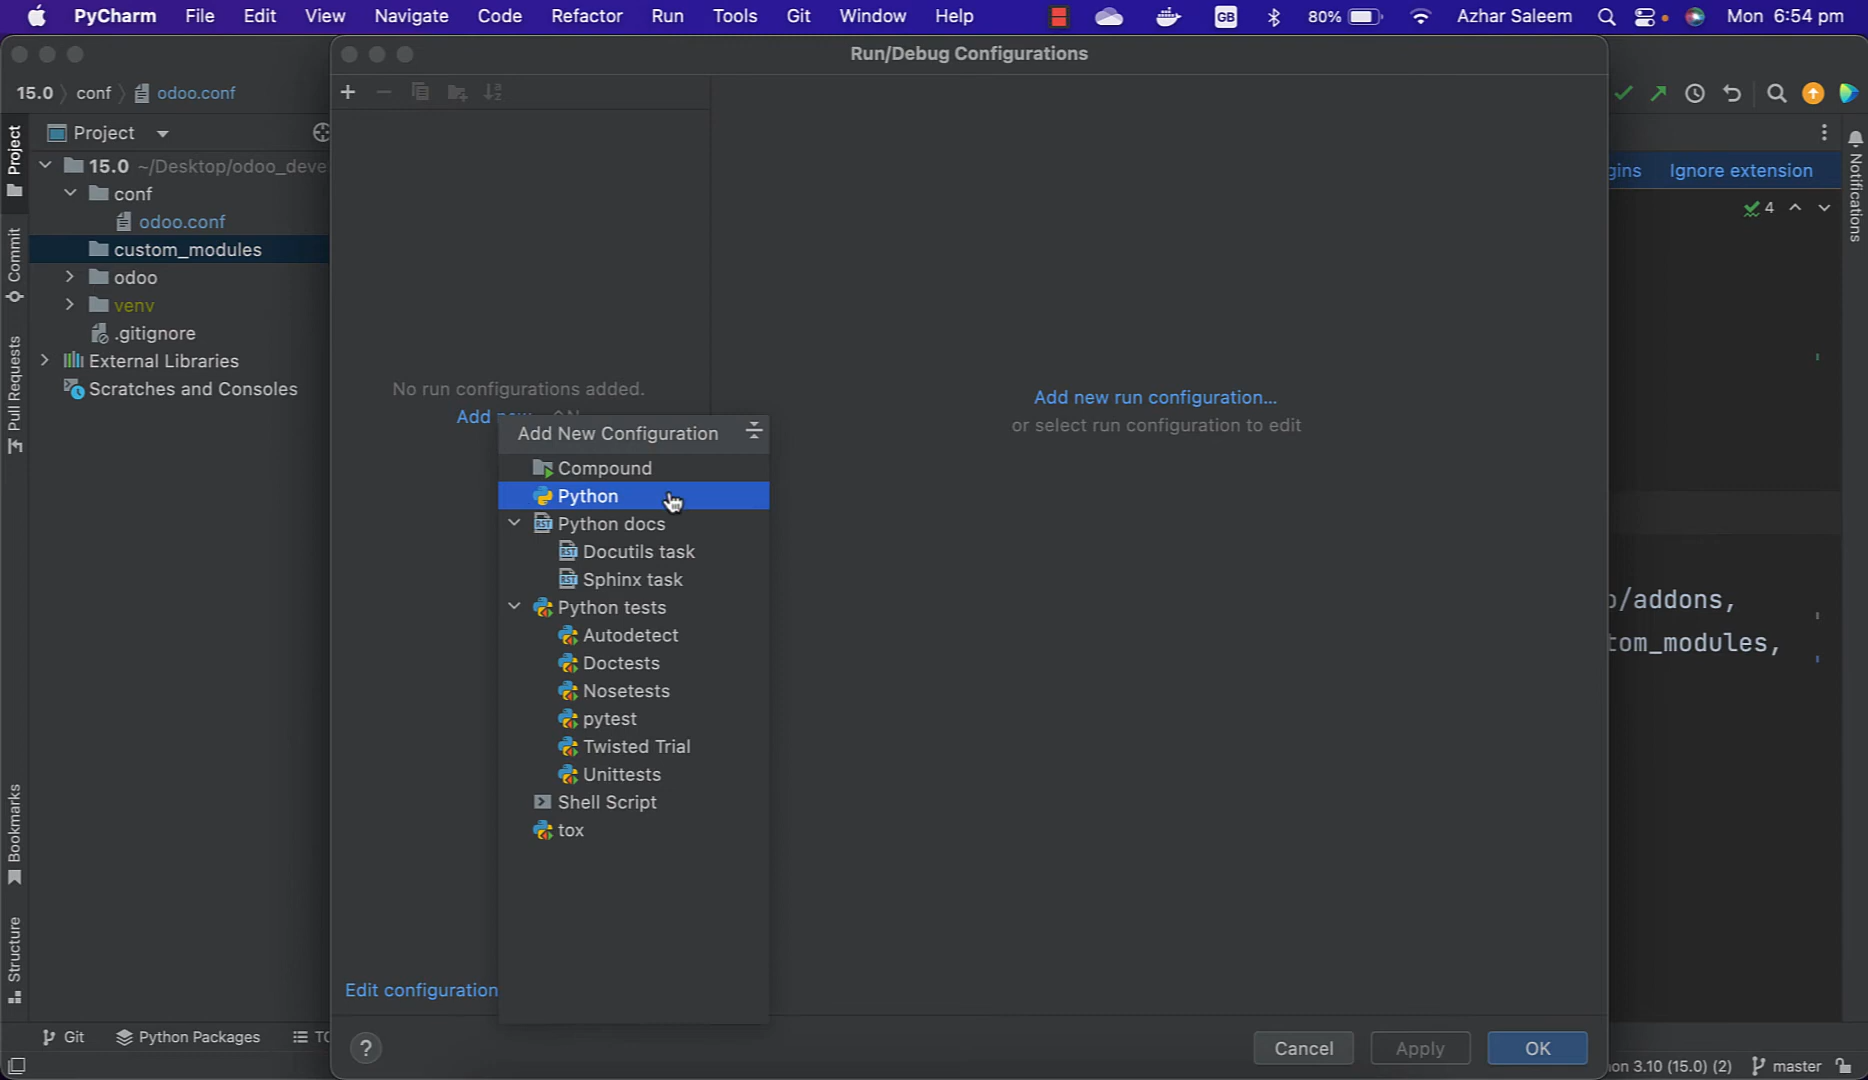 PyCharm File Edit View Navigate Code Refactor Run Tools Git Window Help GB 80% Azhar Saleem Mon 6:54 pm
Run/Debug Configurations
15.0 conf odoo.conf
Project
15.0 ~/Desktop/odoo_deve
conf
odoo.conf
custom_modules
odoo
venv
.gitignore
External Libraries
Scratches and Consoles
Project
Commit
Pull Requests
Bookmarks
Structure
No run configurations added.
Add
Add New Configuration
Compound
Python
Python docs
Docutils task
Sphinx task
Python tests
Autodetect
Doctests
Nosetests
pytest
Twisted Trial
Unittests
Shell Script
tox
Add new run configuration...
or select run configuration to edit
gins Ignore extension
4
Notifications
o/addons,
tom_modules,
Edit configuration
? Cancel Apply OK
Git Python Packages TO
on 3.10 (15.0) (2) master